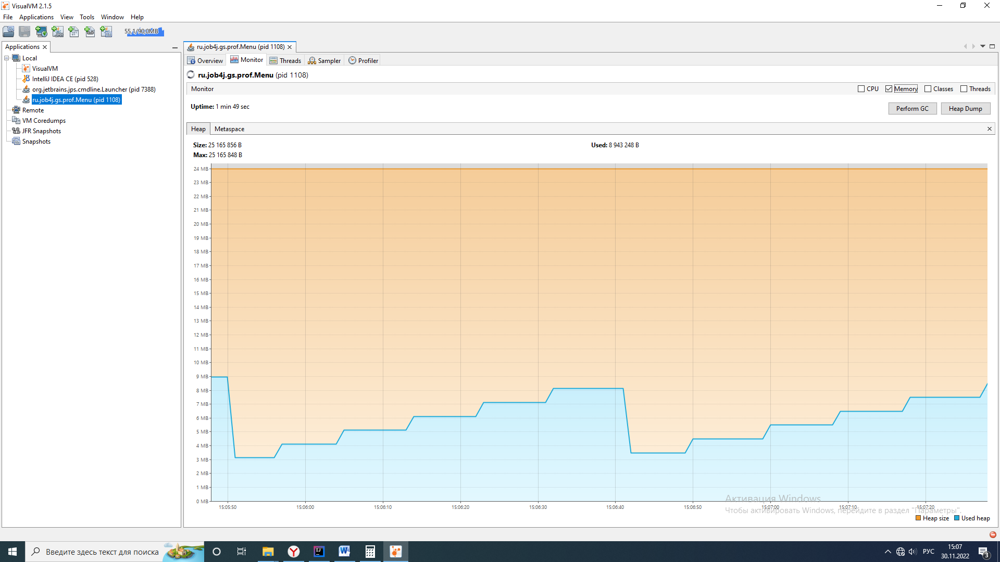 VisualVM 2.1.5
File Applications View Tools Window Help
55,1/90,0MB
Applications
ru.job4j.gs.prof.Menu (pid 1108)
Local
VisualVM
IntelliJ IDEA CE (pid 528)
org.jetbrains.jps.cmdline.Launcher (pid 7388)
ru.job4j.gs.prof.Menu (pid 1108)
Remote
VM Coredumps
JFR Snapshots
Snapshots
Overview Monitor Threads Sampler Profiler
ru.job4j.gs.prof.Menu (pid 1108)
Monitor
CPU Memory Classes Threads
Uptime: 1 min 49 sec
Perform GC Heap Dump
Heap Metaspace
Size: 25 165 856 B
Used: 8 943 248 B
Max: 25 165 848 B
24 MB
23 MB
22 MB
21 MB
20 MB
19 MB
18 MB
17 MB
16 MB
15 MB
14 MB
13 MB
12 MB
11 MB
10 MB
9 MB
8 MB
7 MB
6 MB
5 MB
4 MB
3 MB
2 MB
1 MB
0 MB
15:05:50 15:06:00 15:06:10 15:06:20 15:06:30 15:06:40 15:06:50 15:07:00 15:07:10 15:07:20
Активация Windows
Чтобы активировать Windows, перейдите в раздел "Параметры".
Heap size Used heap
Введите здесь текст для поиска
РУС
15:07
30.11.2022
3